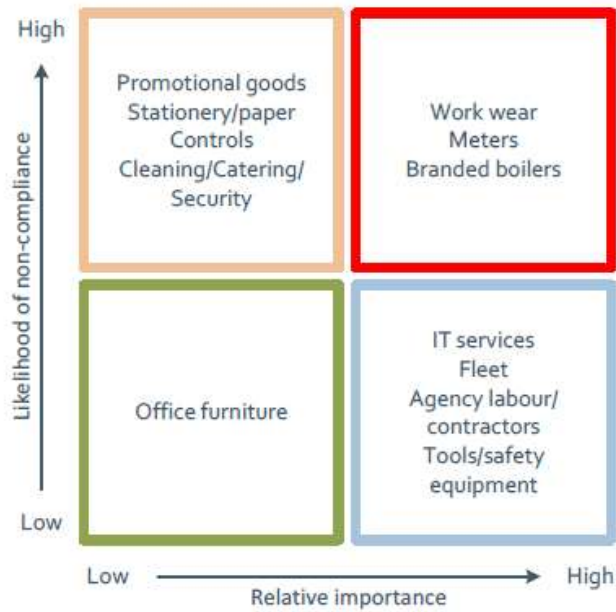 High
Promotional goods
Stationery/paper
Controls
Cleaning/Catering/
Security
Work wear
Meters
Branded boilers
Likelihood of non-compliance
Office furniture
IT services
Fleet
Agency labour/
contractors
Tools/safety
equipment
Low
Low
High
Relative importance